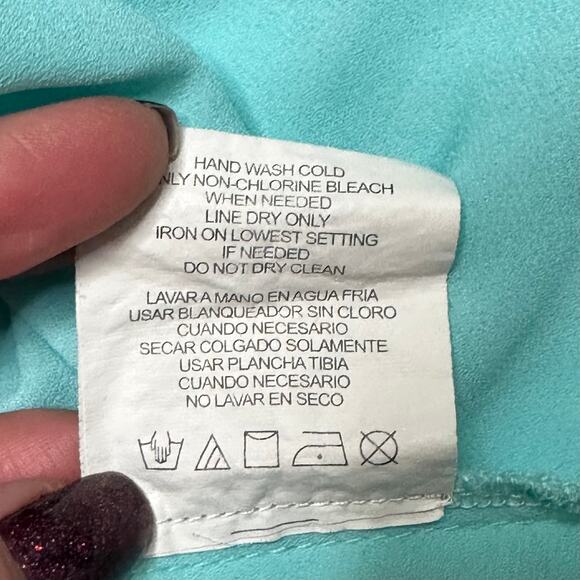 HAND WASH COLD
NLY NON-CHLORINE BLEACH
WHEN NEEDED
LINE DRY ONLY
IRON ON LOWEST SETTING
IF NEEDED
DO NOT DRY CLEAN
LAVAR A MANO EN AGUA FRIA
USAR BLANQUEADOR SIN CLORO
CUANDO NECESARIO
SECAR COLGADO SOLAMENTE
USAR PLANCHA TIBIA
CUANDO NECESARIO
NO LAVAR EN SECO